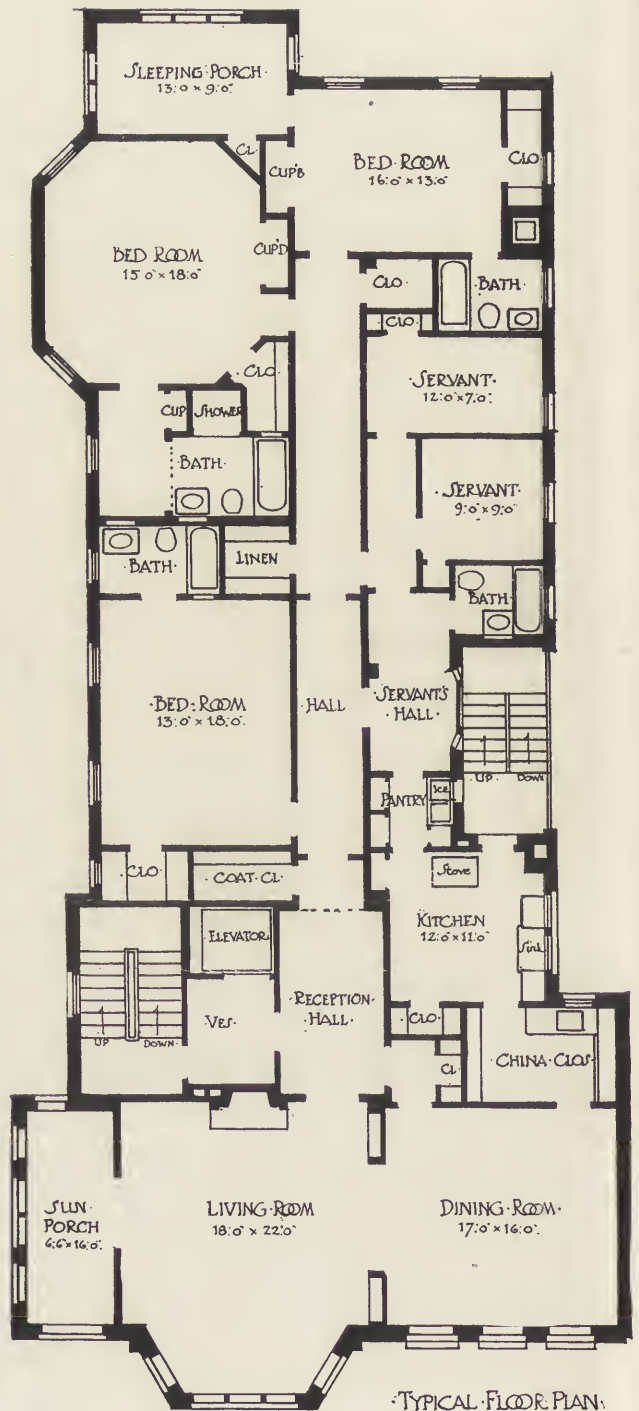 ·SLEEPING·PORCH·
13:0 × 9:0"
CL·
CUP'B
BED·ROOM
16:0" × 13:0"
CLO
BED ROOM
15 0" × 18:0"
CUP'D
·CLO·
·BATH·
·CLO·
·CLO·
·SERVANT·
12:0" × 7:0"
CUP
SHOWER
·BATH·
·SERVANT·
9:0" × 9:0"
·BATH·
LINEN
BATH·
·BED·ROOM·
13:0" × 18:0"
·HALL·
·SERVANT'S
HALL·
UP
DOWN
PANTRY
ICE
·CLO·
·COAT·CL·
Stove
KITCHEN
12:0" × 11:0"
Sink
ELEVATOR
RECEPTION·
·HALL·
·VES·
UP
DOWN·
·CLO·
CL
·CHINA·CLOS·
SUN·
PORCH
6:6" × 16:0"
LIVING·ROOM
18:0" × 22:0"
DINING·ROOM·
17:0" × 16:0"
·TYPICAL·FLOOR·PLAN·